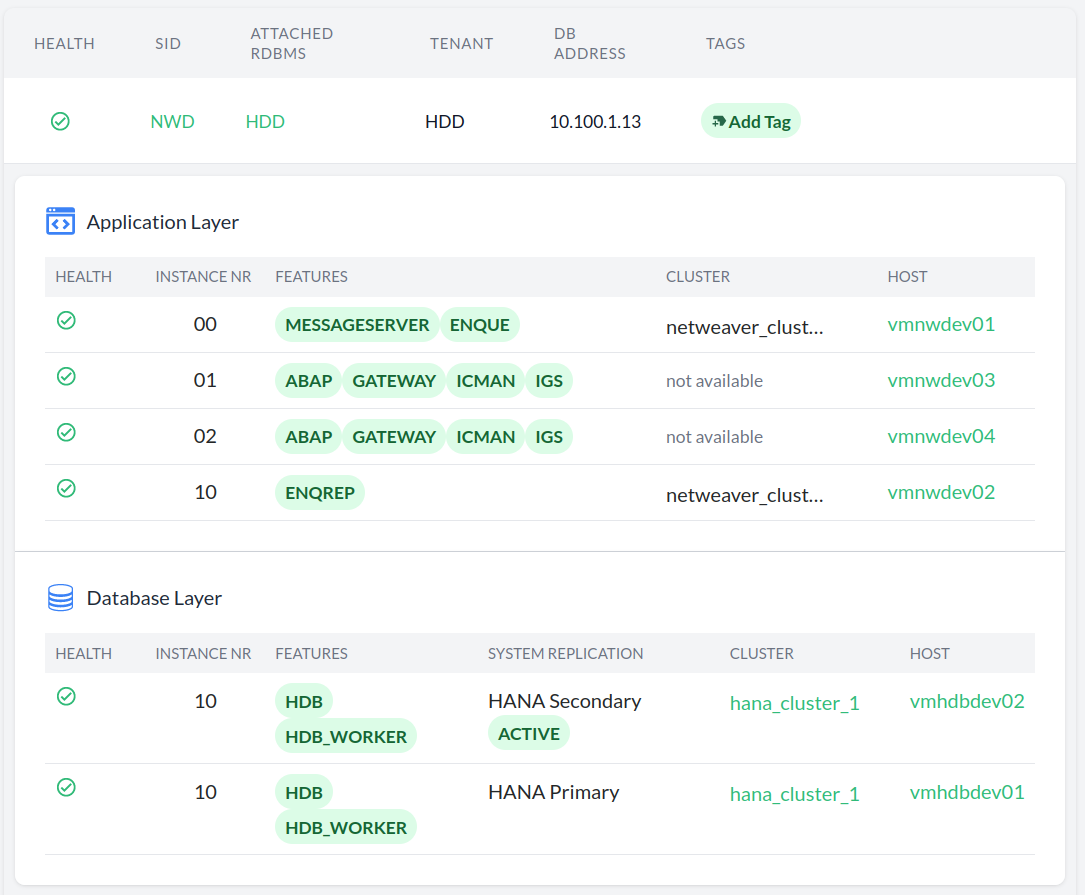 HEALTH SID ATTACHED RDBMS TENANT DB ADDRESS TAGS
NWD HDD HDD 10.100.1.13 Add Tag
Application Layer
HEALTH INSTANCE NR FEATURES CLUSTER HOST
00 MESSAGESERVER ENQUE netweaver_clust... vmnwdev01
01 ABAP GATEWAY ICMAN IGS not available vmnwdev03
02 ABAP GATEWAY ICMAN IGS not available vmnwdev04
10 ENQREP netweaver_clust... vmnwdev02
Database Layer
HEALTH INSTANCE NR FEATURES SYSTEM REPLICATION CLUSTER HOST
10 HDB HANA Secondary hana_cluster_1 vmhdbdev02
HDB_WORKER ACTIVE
10 HDB HANA Primary hana_cluster_1 vmhdbdev01
HDB_WORKER